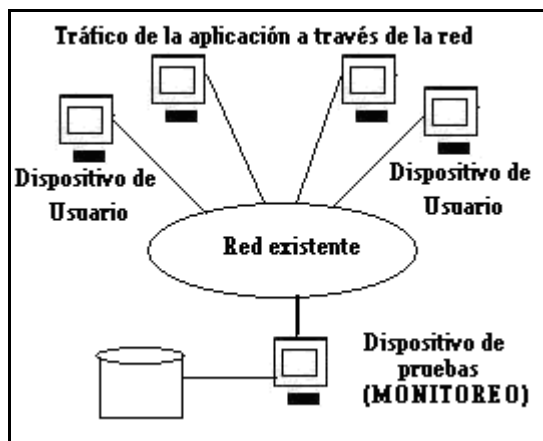 Tráfico de la aplicación a través de la red
Dispositivo de
Usuario
Dispositivo de
Usuario
Red existente
Dispositivo de
pruebas
(MONITOREO)